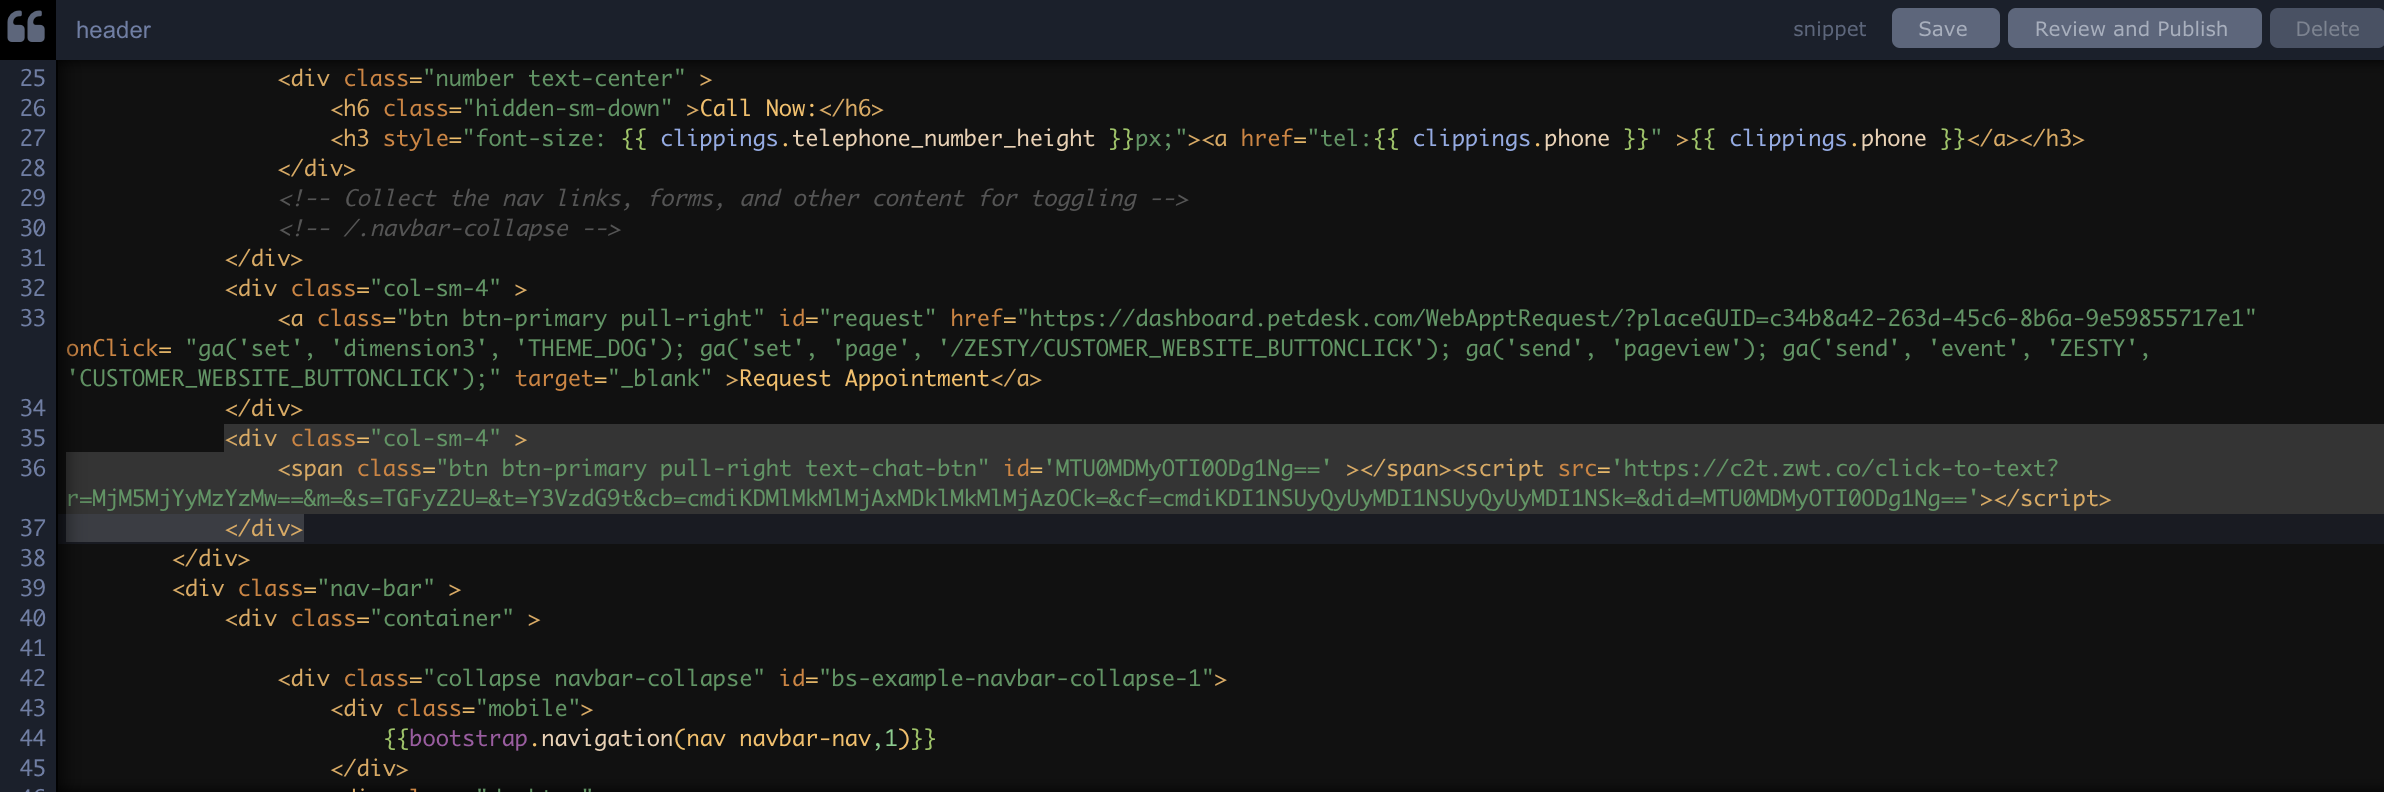 header
snippet
Save
Review and Publish
Delete
25 <div class="number text-center" >
26 <h6 class="hidden-sm-down" >Call Now:</h6>
27 <h3 style="font-size: {{ clippings.telephone_number_height }}px;"><a href="tel:{{ clippings.phone }}" >{{ clippings.phone }}</a></h3>
28 </div>
29 <!-- Collect the nav links, forms, and other content for toggling -->
30 <!-- /.navbar-collapse -->
31 </div>
32 <div class="col-sm-4" >
33 <a class="btn btn-primary pull-right" id="request" href="https://dashboard.petdesk.com/WebApptRequest/?placeGUID=c34b8a42-263d-45c6-8b6a-9e59855717e1"
onClick= "ga('set', 'dimension3', 'THEME_DOG'); ga('set', 'page', '/ZESTY/CUSTOMER_WEBSITE_BUTTONCLICK'); ga('send', 'pageview'); ga('send', 'event', 'ZESTY',
'CUSTOMER_WEBSITE_BUTTONCLICK');" target="_blank" >Request Appointment</a>
34 </div>
35 <div class="col-sm-4" >
36 <span class="btn btn-primary pull-right text-chat-btn" id='MTU0MDMyOTI0ODg1Ng==' ></span><script src='https://c2t.zwt.co/click-to-text?
r=MjM5MjYyMzYzMw==&m=&s=TGFyZ2U=&t=Y3VzdG9t&cb=cmdiKDMlMkMlMjAxMDklMkMlMjAzOCk=&cf=cmdiKDI1NSUyQyUyMDI1NSUyQyUyMDI1NSk=&did=MTU0MDMyOTI0ODg1Ng=='></script>
37 </div>
38 </div>
39 <div class="nav-bar" >
40 <div class="container" >
41
42 <div class="collapse navbar-collapse" id="bs-example-navbar-collapse-1">
43 <div class="mobile">
44 {{bootstrap.navigation(nav navbar-nav,1)}}
45 </div>